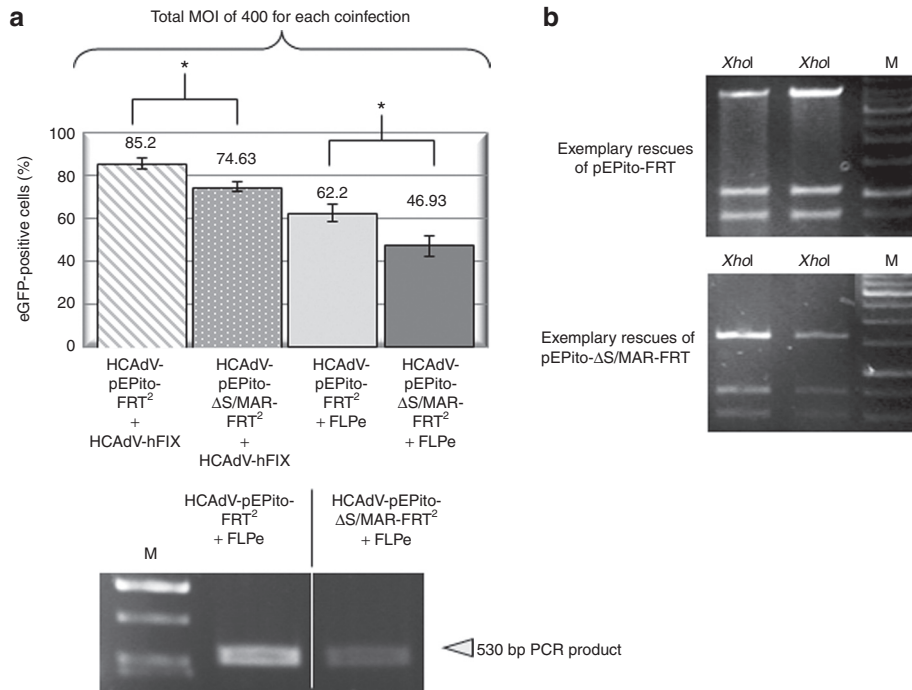 a
Total MOI of 400 for each coinfection
*
*
eGFP-positive cells (%)
100
80
60
40
20
0
85.2
74.63
62.2
46.93
HCAdV-
pEPito-
FRT²
+
HCAdV-hFIX
HCAdV-
pEPito-
ΔS/MAR-
FRT²
+
HCAdV-hFIX
HCAdV-
pEPito-
FRT²
+ FLPe
HCAdV-
pEPito-
ΔS/MAR-
FRT²
+ FLPe
M
HCAdV-pEPito-
FRT²
+ FLPe
HCAdV-pEPito-
ΔS/MAR-FRT²
+ FLPe
530 bp PCR product
b
XhoI XhoI M
Exemplary rescues
of pEPito-FRT
XhoI XhoI M
Exemplary rescues of
pEPito-ΔS/MAR-FRT